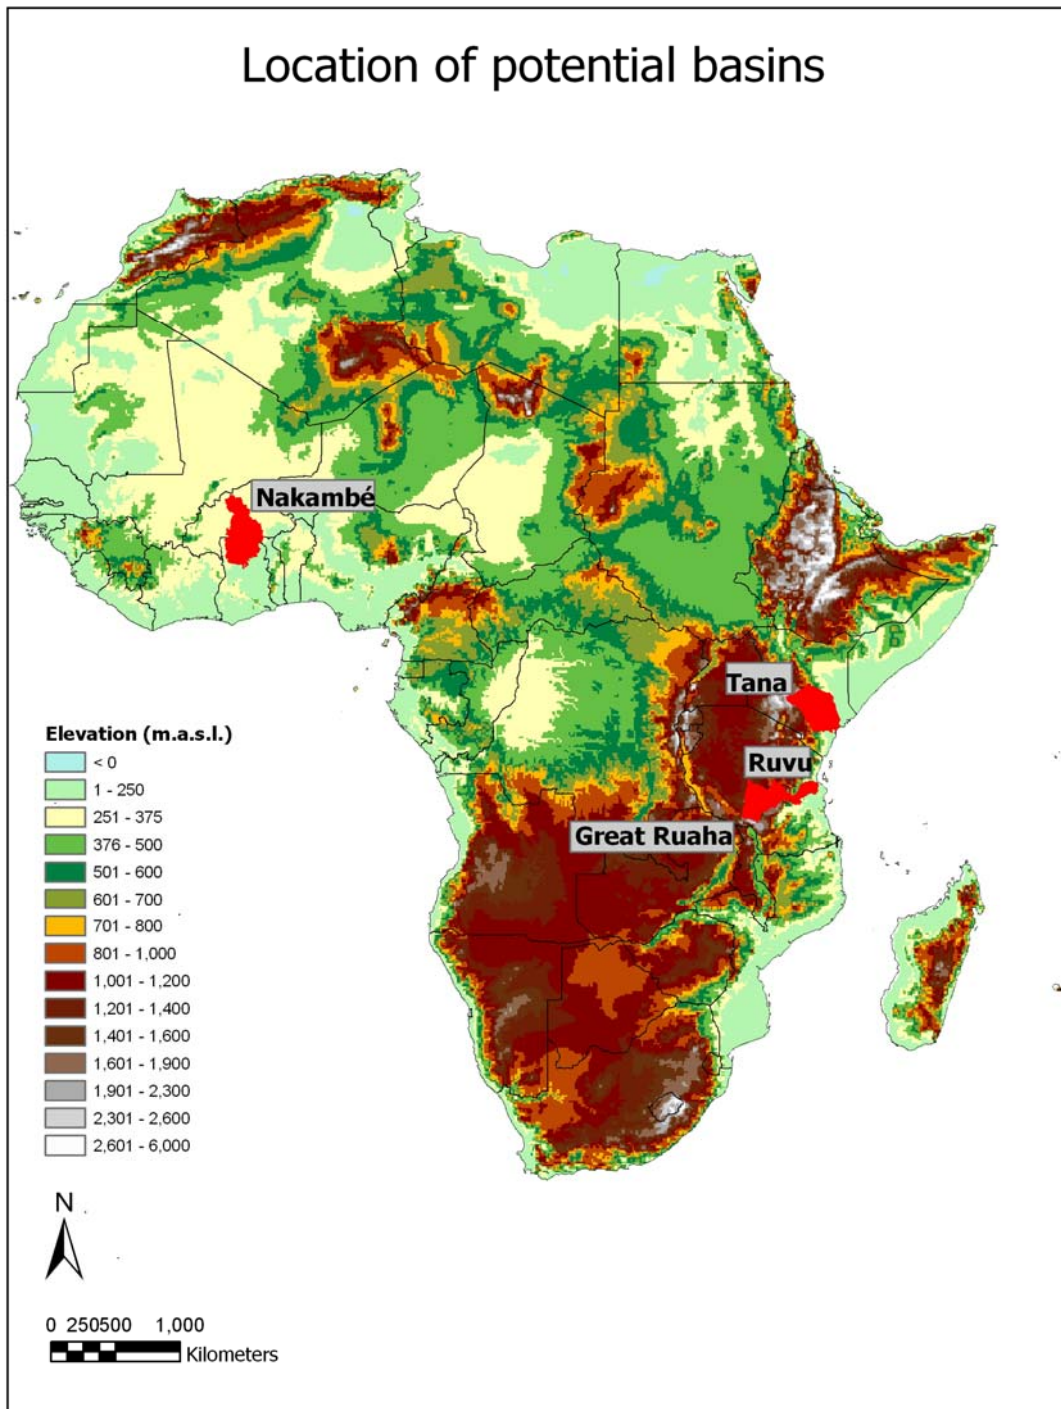 Location of potential basins
Nakambé
Tana
Ruvu
Great Ruaha
Elevation (m.a.s.l.)
< 0
1 - 250
251 - 375
376 - 500
501 - 600
601 - 700
701 - 800
801 - 1,000
1,001 - 1,200
1,201 - 1,400
1,401 - 1,600
1,601 - 1,900
1,901 - 2,300
2,301 - 2,600
2,601 - 6,000
N
0 250500 1,000
Kilometers